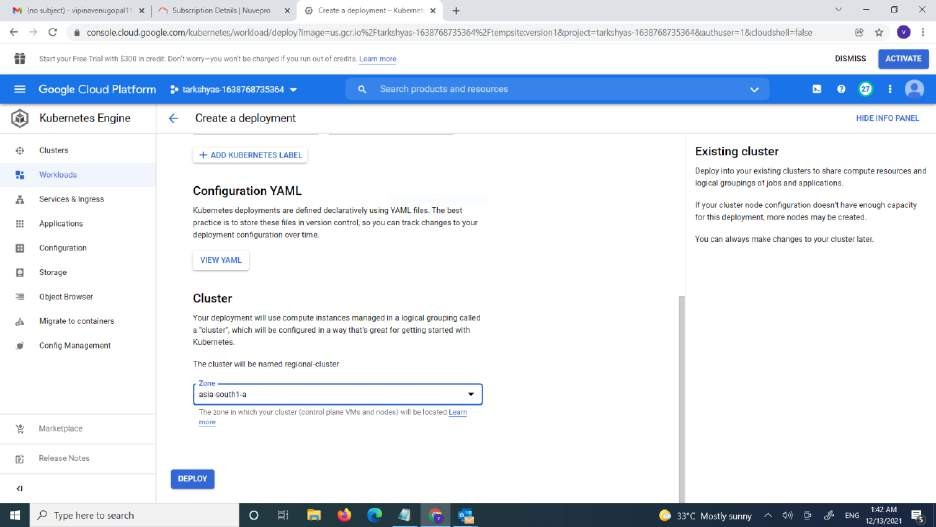 (no subject) - vipinavenugopal11
Subscription Details | Nuvepro
Create a deployment – Kubernet
console.cloud.google.com/kubernetes/workload/deploy?image=us.gcr.io%2Ftarkshyas-1638768735364%2Ftempsite:version1&project=tarkshyas-1638768735364&authuser=1&cloudshell=false
V
Start your Free Trial with $300 in credit. Don't worry—you won't be charged if you run out of credits. Learn more
DISMISS
ACTIVATE
Google Cloud Platform
tarkshyas-1638768735364
Search products and resources
27
Kubernetes Engine
Create a deployment
HIDE INFO PANEL
Clusters
Workloads
Services & Ingress
Applications
Configuration
Storage
Object Browser
Migrate to containers
Config Management
Marketplace
Release Notes
+ ADD KUBERNETES LABEL
Configuration YAML
Kubernetes deployments are defined declaratively using YAML files. The best
practice is to store these files in version control, so you can track changes to your
deployment configuration over time.
VIEW YAML
Cluster
Your deployment will use compute instances managed in a logical grouping called
a "cluster", which will be configured in a way that's great for getting started with
Kubernetes.
The cluster will be named regional-cluster
Zone
asia-south1-a
The zone in which your cluster (control plane VMs and nodes) will be located Learn
more
DEPLOY
Existing cluster
Deploy into your existing clusters to share compute resources and
logical groupings of jobs and applications.
If your cluster node configuration doesn't have enough capacity
for this deployment, more nodes may be created.
You can always make changes to your cluster later.
Type here to search
33°C Mostly sunny
ENG
1:42 AM
12/13/2021
5